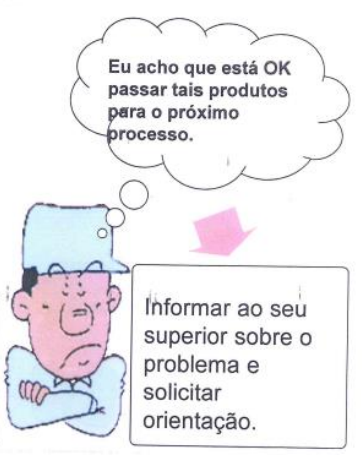 Eu acho que está OK
passar tais produtos
para o próximo
processo.
Informar ao seu
superior sobre o
problema e
solicitar
orientação.